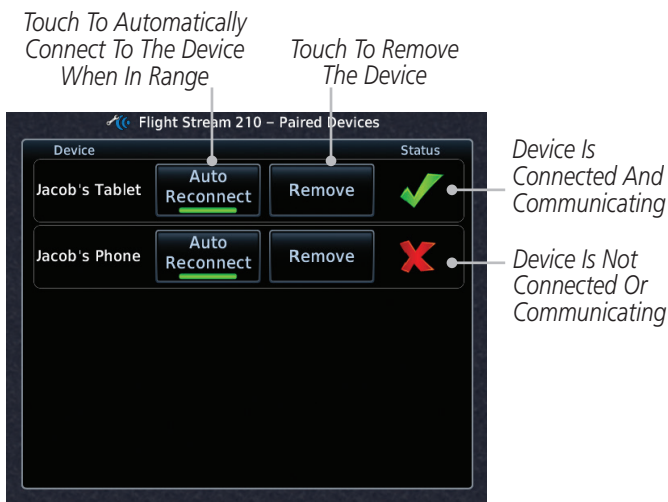 Touch To Automatically
Connect To The Device
When In Range
Touch To Remove
The Device
Flight Stream 210 – Paired Devices
Device
Status
Jacob's Tablet
Auto
Reconnect
Remove
Device Is
Connected And
Communicating
Jacob's Phone
Auto
Reconnect
Remove
Device Is Not
Connected Or
Communicating